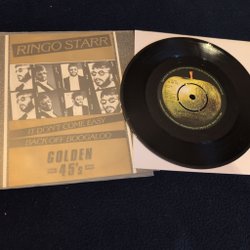 RINGO STARR
IT DON'T COME EASY
BACK OFF BOOGALOO
GOLDEN
45's